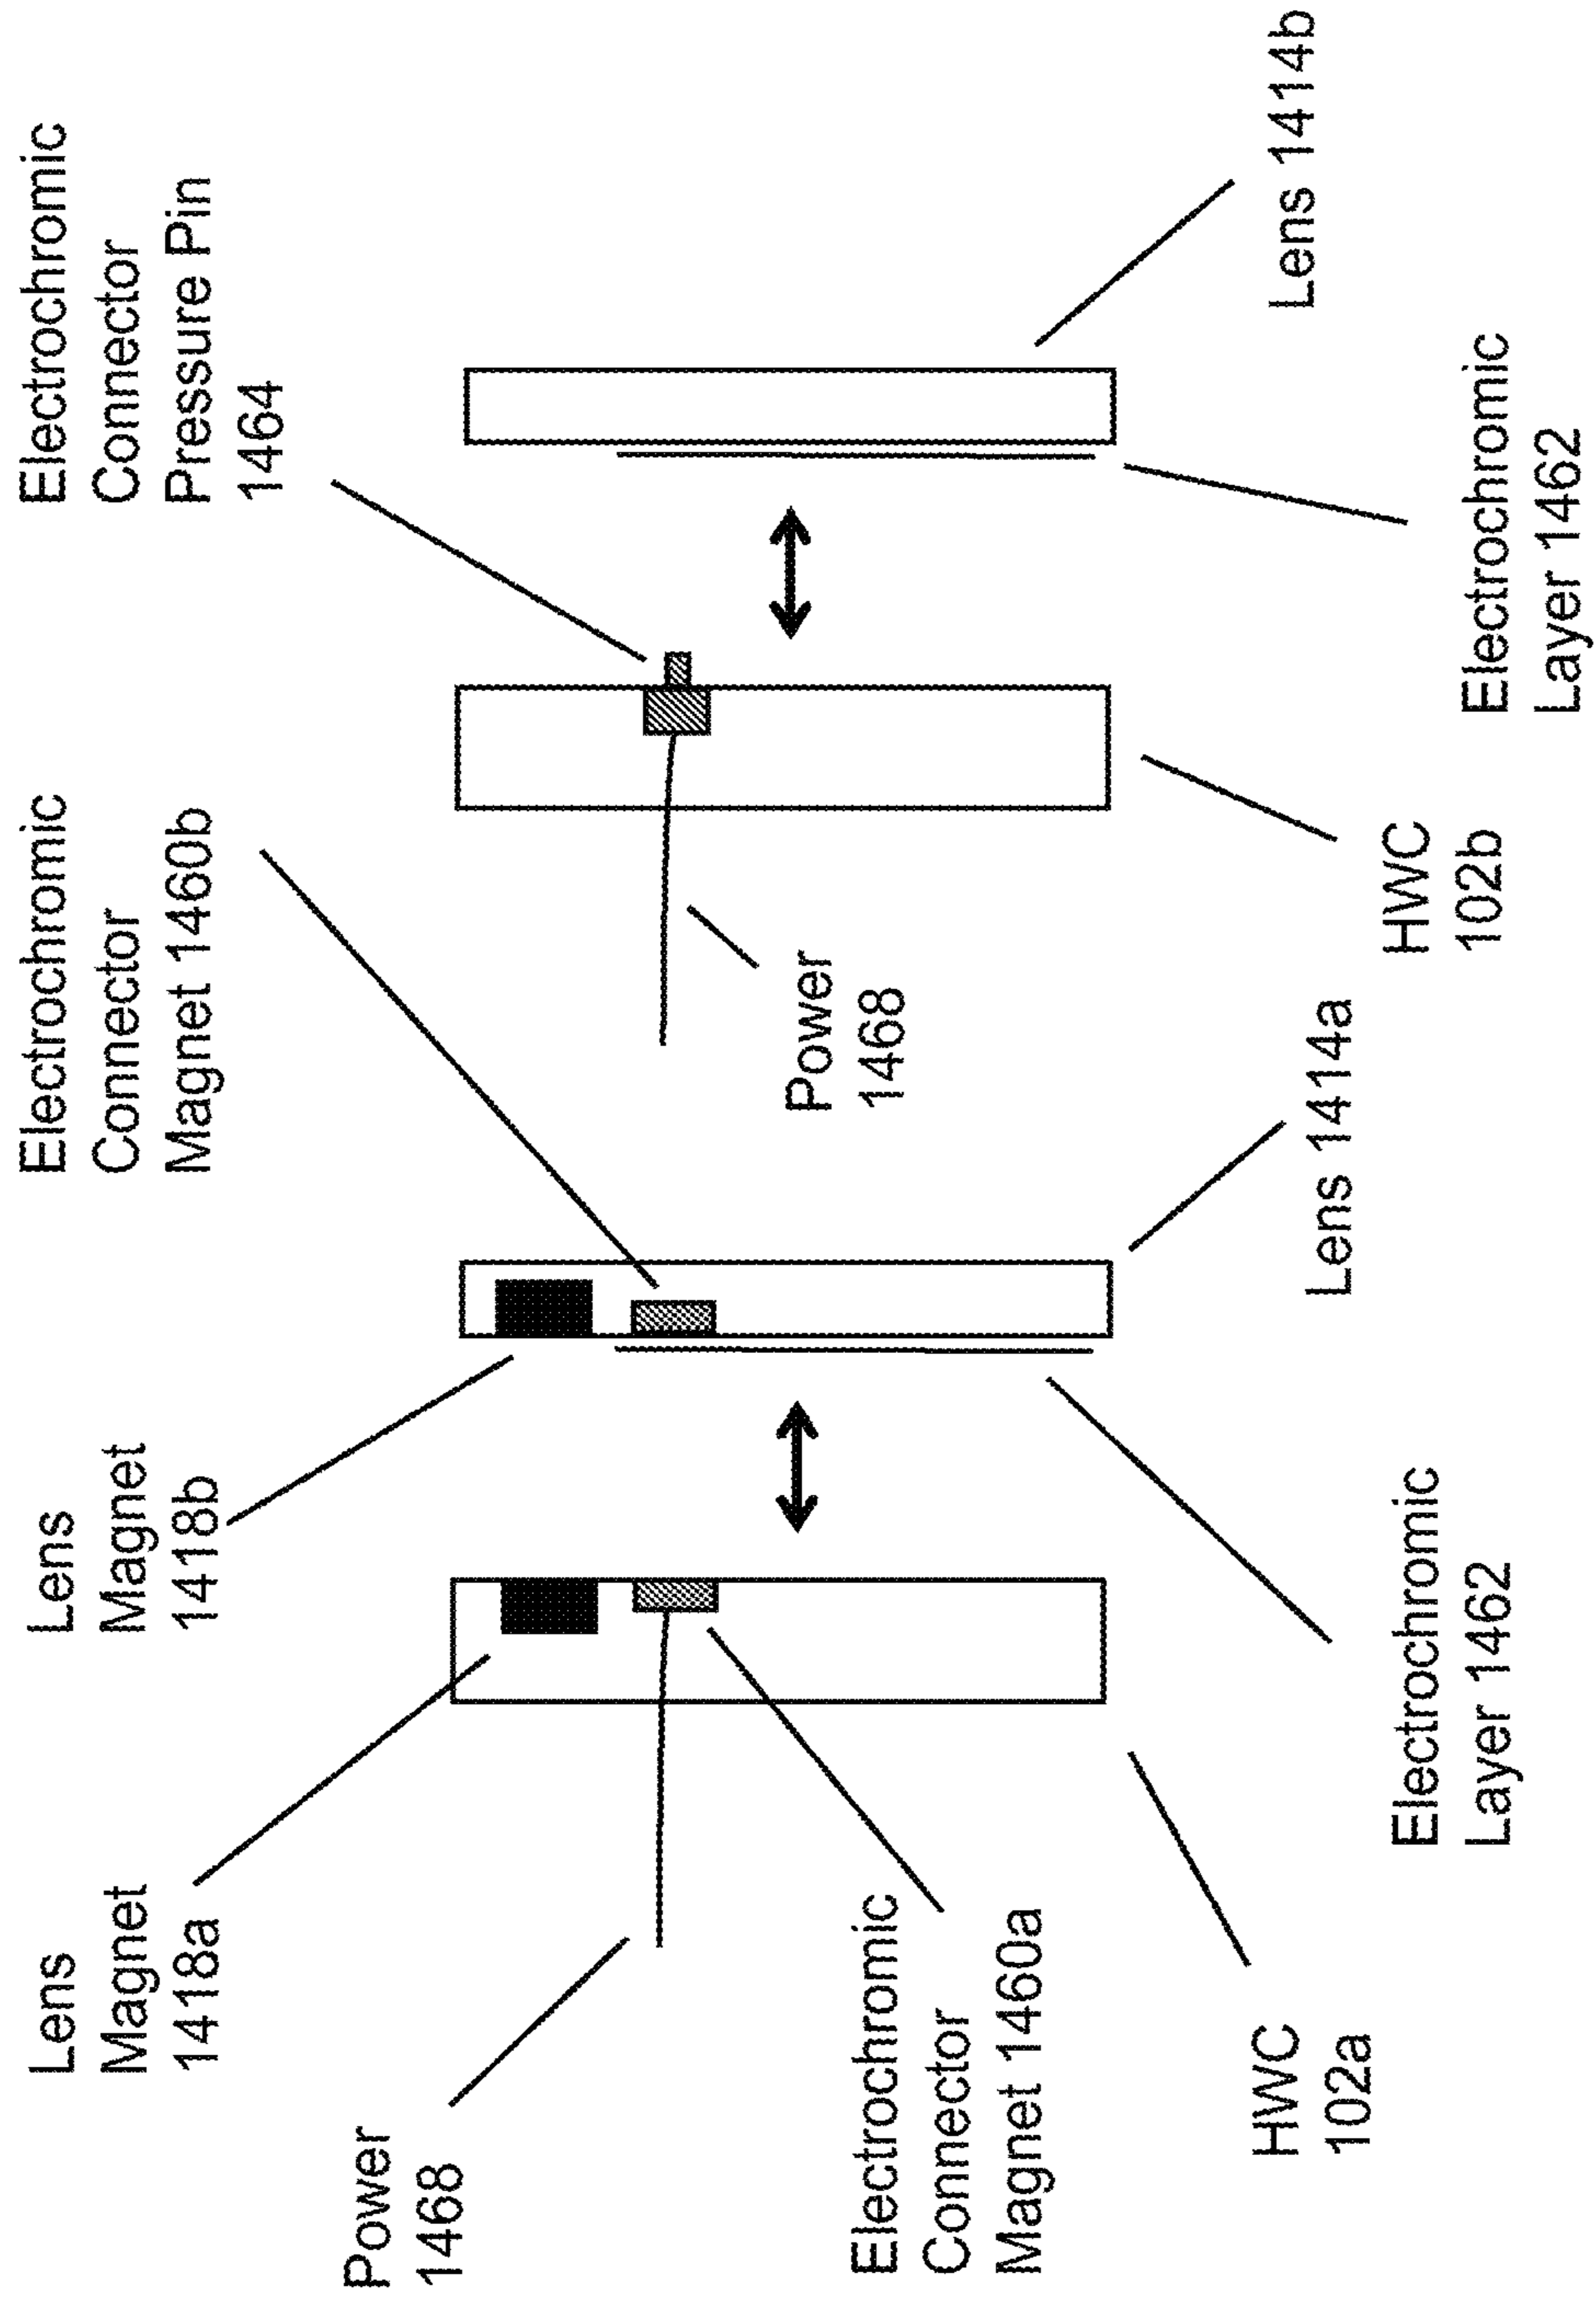 Lens
Magnet
1418a
Lens
Magnet
1418b
Electrochromic
Connector
Magnet 1460b
Electrochromic
Connector
Pressure Pin
1464
Power
1468
Power
1468
Electrochromic
Connector
Magnet 1460a
HWC
102a
Electrochromic
Layer 1462
Lens 1414a
HWC
102b
Electrochromic
Layer 1462
Lens 1414b